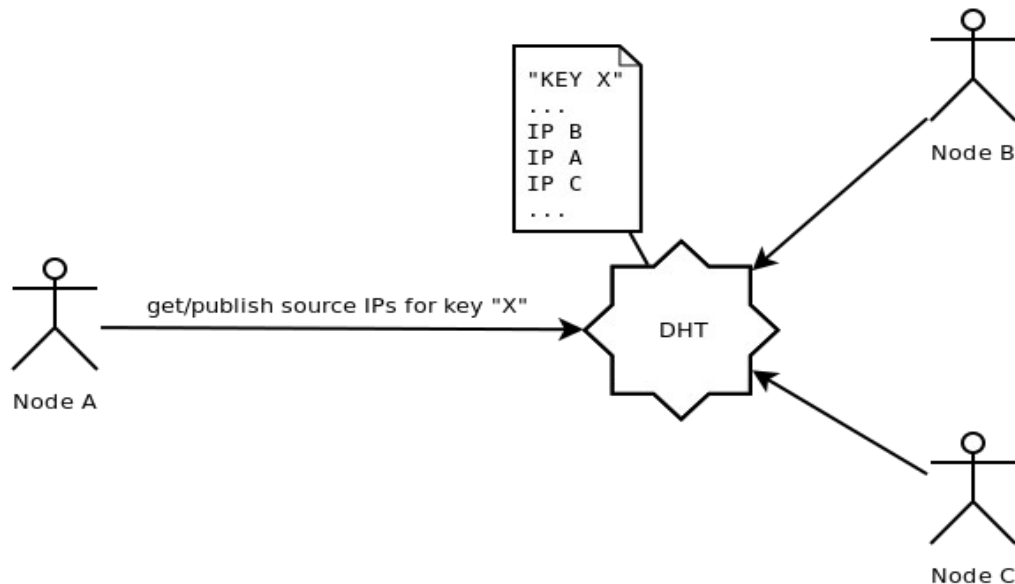 "KEY X"
...
IP B
IP A
IP C
...
Node B
get/publish source IPs for key "X"
DHT
Node A
Node C